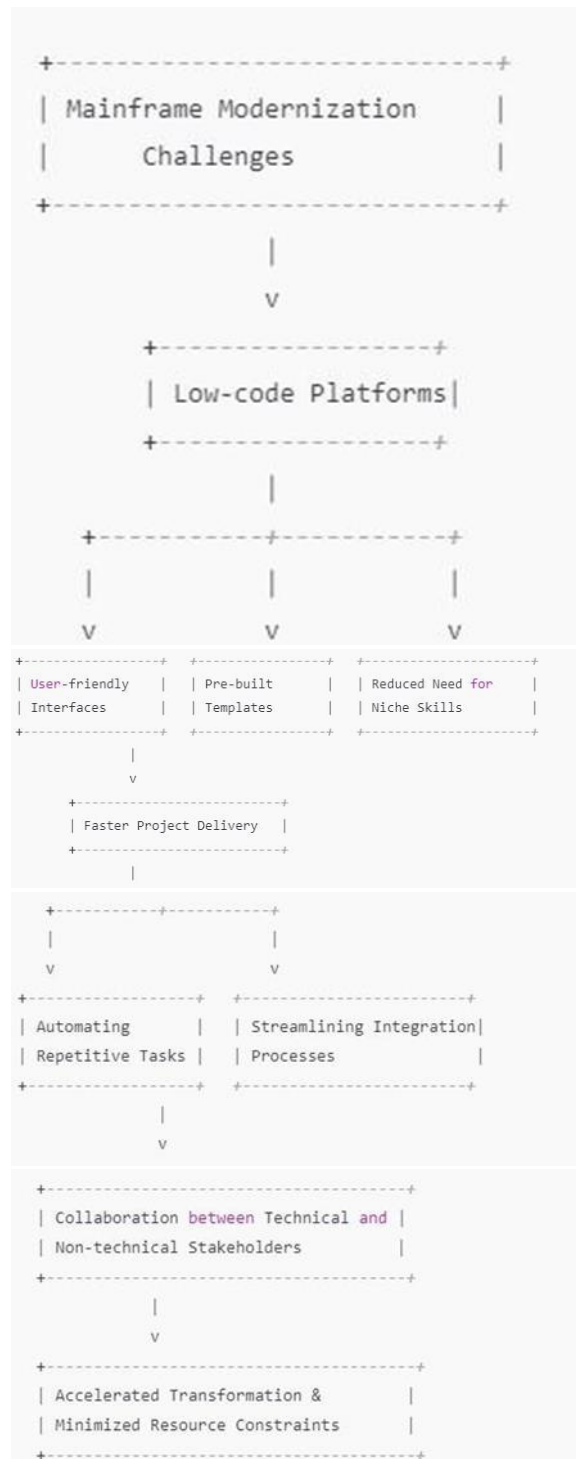 Mainframe Modernization
Challenges
Low-code Platforms
User-friendly Pre-built Reduced Need for
Interfaces Templates Niche Skills
Faster Project Delivery
Automating Streamlining Integration
Repetitive Tasks Processes
Collaboration between Technical and
Non-technical Stakeholders
Accelerated Transformation &
Minimized Resource Constraints